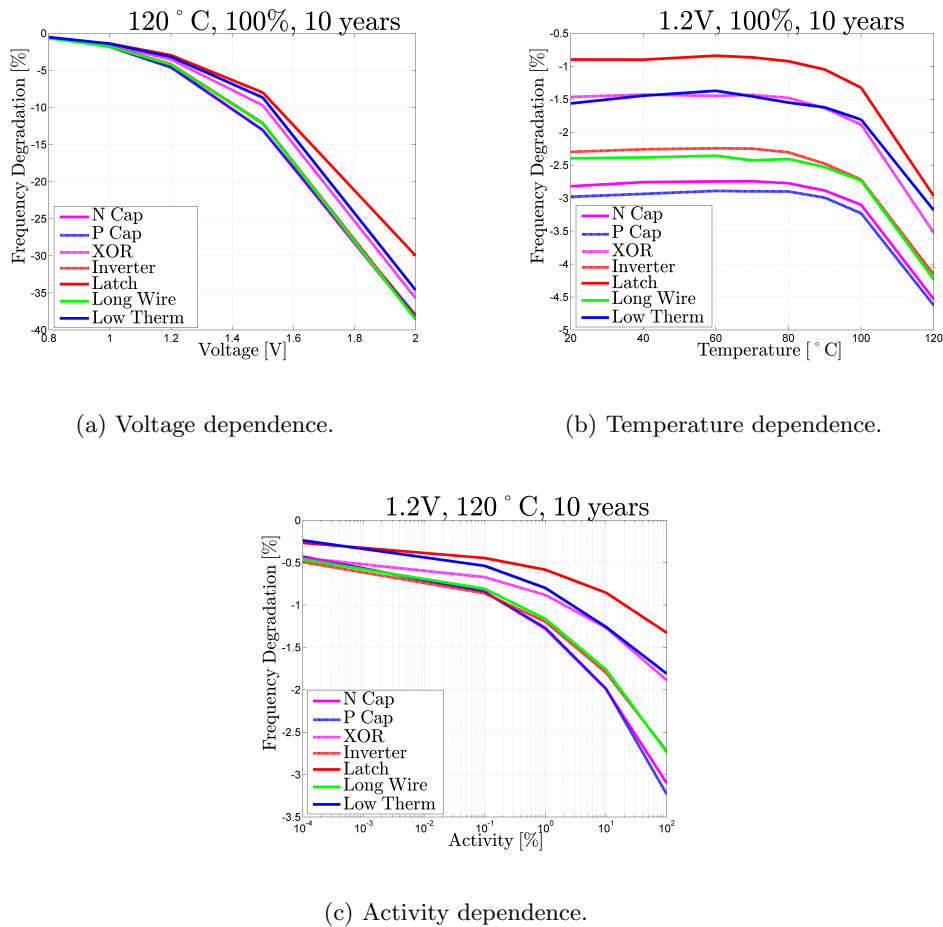 120°C, 100%, 10 years
Frequency Degradation [%]
0
-5
-10
-15
-20
-25
-30
-35
-40
N Cap
P Cap
XOR
Inverter
Latch
Long Wire
Low Therm
0.8 1 1.2 1.4 1.6 1.8 2
Voltage [V]
(a) Voltage dependence.
1.2V, 100%, 10 years
Frequency Degradation [%]
-0.5
-1
-1.5
-2
-2.5
-3
-3.5
-4
-4.5
-5
N Cap
P Cap
XOR
Inverter
Latch
Long Wire
Low Therm
20 40 60 80 100 120
Temperature [°C]
(b) Temperature dependence.
1.2V, 120°C, 10 years
Frequency Degradation [%]
0
-0.5
-1
-1.5
-2
-2.5
-3
-3.5
N Cap
P Cap
XOR
Inverter
Latch
Long Wire
Low Therm
10⁻⁴ 10⁻³ 10⁻² 10⁻¹ 10⁰ 10¹ 10²
Activity [%]
(c) Activity dependence.